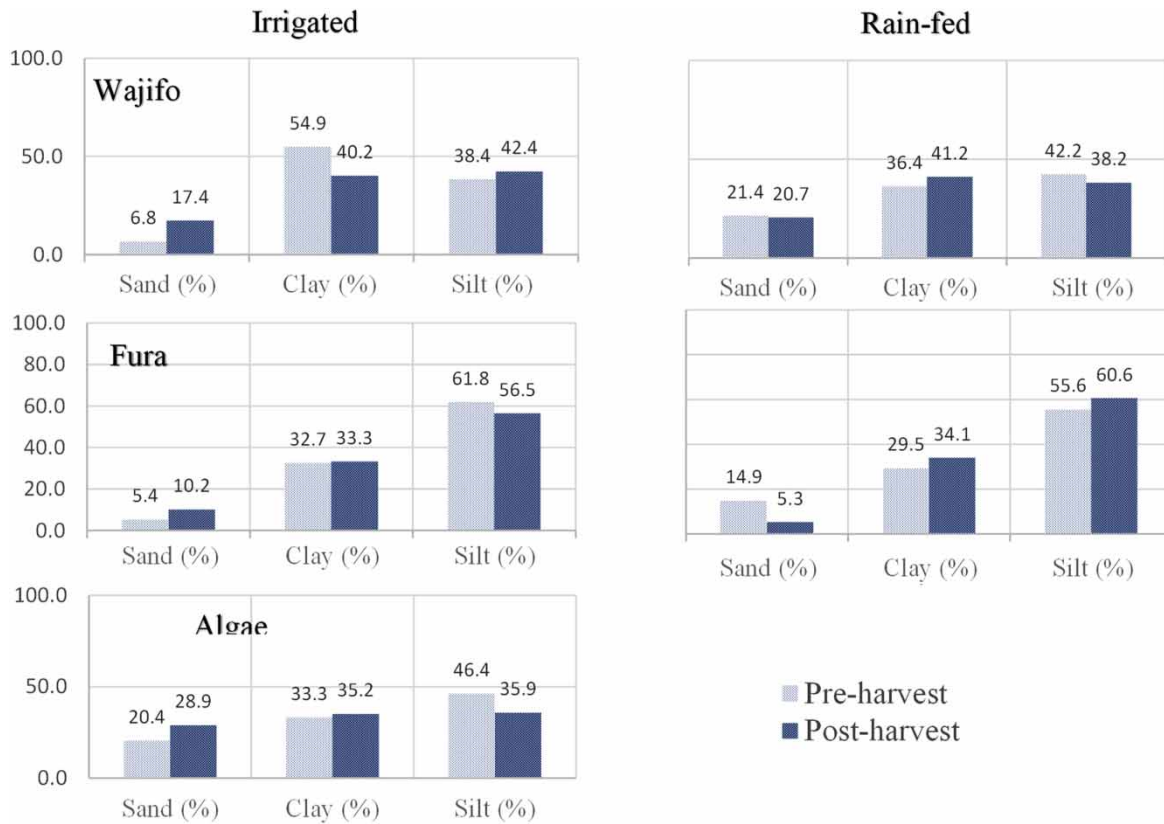 Irrigated
Rain-fed
100.0
50.0
0.0
Wajifo
6.8 17.4
54.9 40.2
38.4 42.4
Sand (%) Clay (%) Silt (%)
21.4 20.7
36.4 41.2
42.2 38.2
Sand (%) Clay (%) Silt (%)
100.0
80.0
60.0
40.0
20.0
0.0
Fura
5.4 10.2
32.7 33.3
61.8 56.5
Sand (%) Clay (%) Silt (%)
14.9 5.3
29.5 34.1
55.6 60.6
Sand (%) Clay (%) Silt (%)
100.0
50.0
0.0
Algae
20.4 28.9
33.3 35.2
46.4 35.9
Sand (%) Clay (%) Silt (%)
Pre-harvest
Post-harvest